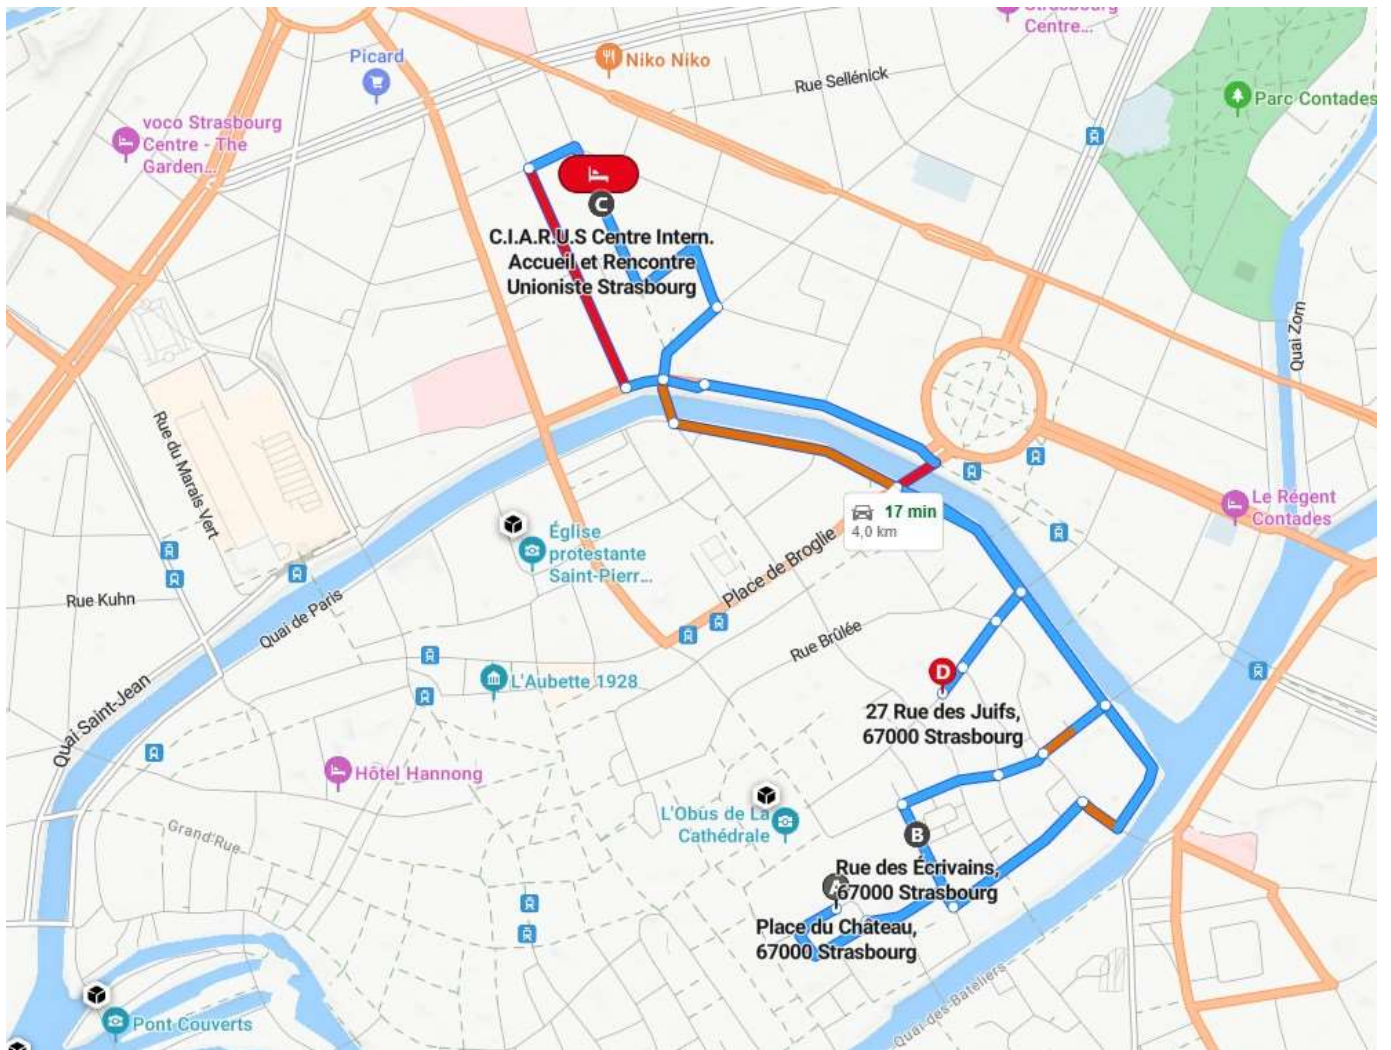 Strasbourg
Centre...
Picard
Niko Niko
Rue Sellénick
Parc Contades
voco Strasbourg
Centre - The
Garden...
C
C.I.A.R.U.S Centre Intern.
Accueil et Rencontre
Unioniste Strasbourg
Quai Zorn
Rue du Marais Vert
17 min
4,0 km
Le Régent
Contades
Église
protestante
Saint-Pierr...
Place de Broglie
Rue Kuhn
Quai de Paris
Rue Brûlée
D
27 Rue des Juifs,
67000 Strasbourg
L'Aubette 1928
Quai Saint-Jean
Hôtel Hannong
L'Obus de La
Cathédrale
Grand'Rue
B
Rue des Écrivains,
67000 Strasbourg
A
Place du Château,
67000 Strasbourg
Quai-des-Bateliers
Pont Couverts